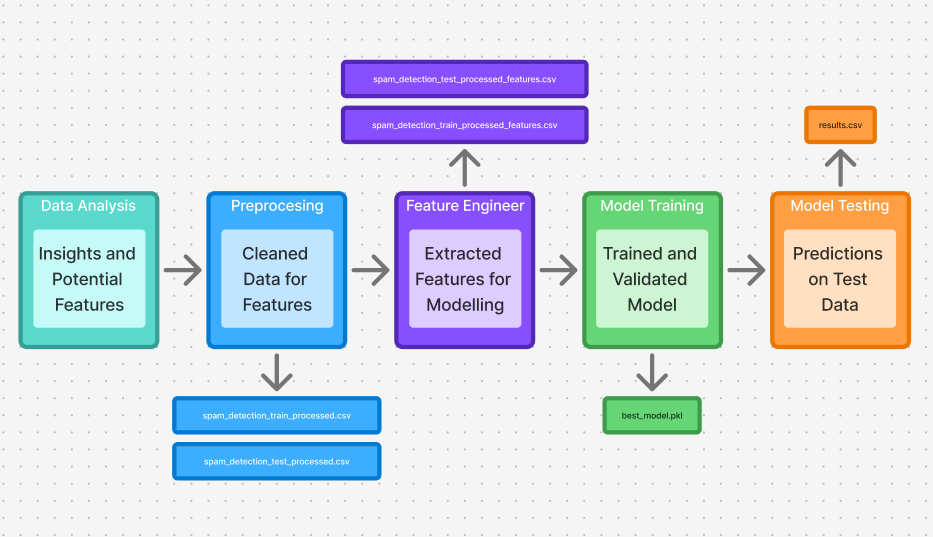 spam_detection_test_processed_features.csv
spam_detection_train_processed_features.csv
results.csv
Data Analysis
Insights and
Potential
Features
Preprocesing
Cleaned
Data for
Features
Feature Engineer
Extracted
Features for
Modelling
Model Training
Trained and
Validated
Model
Model Testing
Predictions
on Test
Data
spam_detection_train_processed.csv
spam_detection_test_processed.csv
best_model.pkl